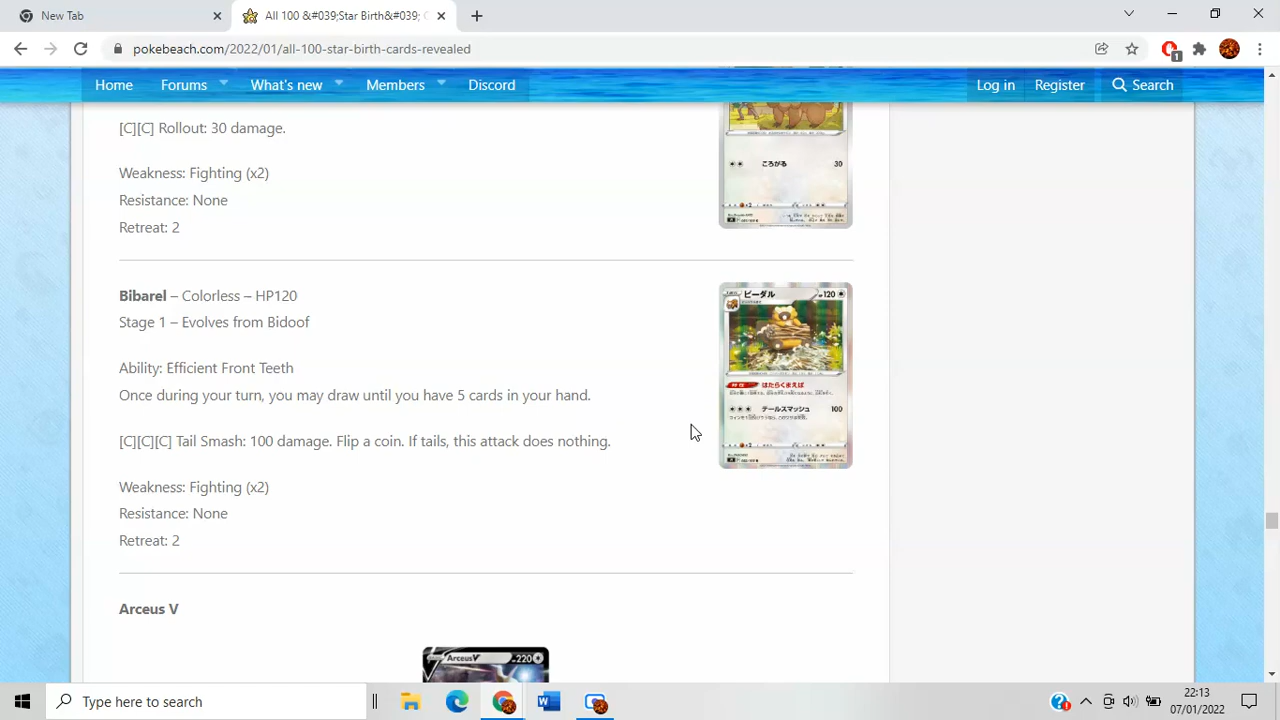 New Tab
All 100 &#039;Star Birth&#039; C
pokebeach.com/2022/01/all-100-star-birth-cards-revealed
1
Home Forums What's new Members Discord Log in Register Search
[C][C] Rollout: 30 damage.
ころがる 30
Weakness: Fighting (x2)
Resistance: None
Retreat: 2
Bibarel – Colorless – HP120
Stage 1 – Evolves from Bidoof
ビーダル 120
Ability: Efficient Front Teeth
Once during your turn, you may draw until you have 5 cards in your hand.
特性 はたらくまえば
テールスマッシュ 100
[C][C][C] Tail Smash: 100 damage. Flip a coin. If tails, this attack does nothing.
Weakness: Fighting (x2)
Resistance: None
Retreat: 2
Arceus V
ArceusV 220
Type here to search
22:13
07/01/2022